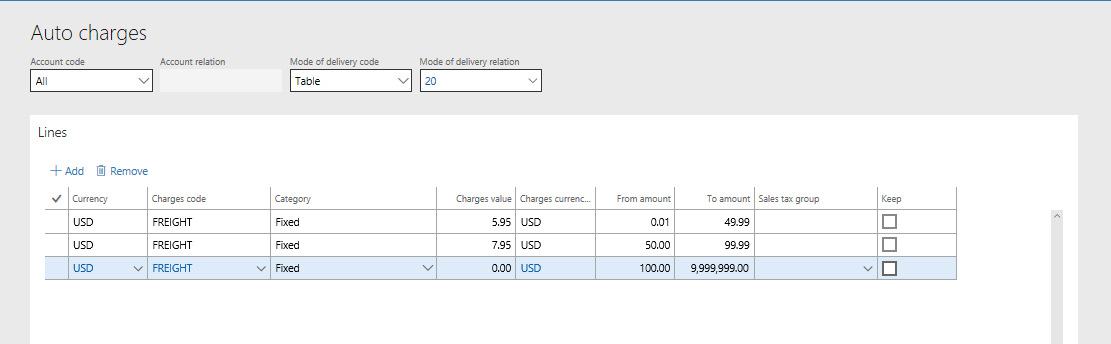 Auto charges
Account code Account relation Mode of delivery code Mode of delivery relation
All Table 20
Lines
Add Remove
Currency Charges code Category Charges value Charges currenc... From amount To amount Sales tax group Keep
USD FREIGHT Fixed 5.95 USD 0.01 49.99
USD FREIGHT Fixed 7.95 USD 50.00 99.99
USD FREIGHT Fixed 0.00 USD 100.00 9,999,999.00